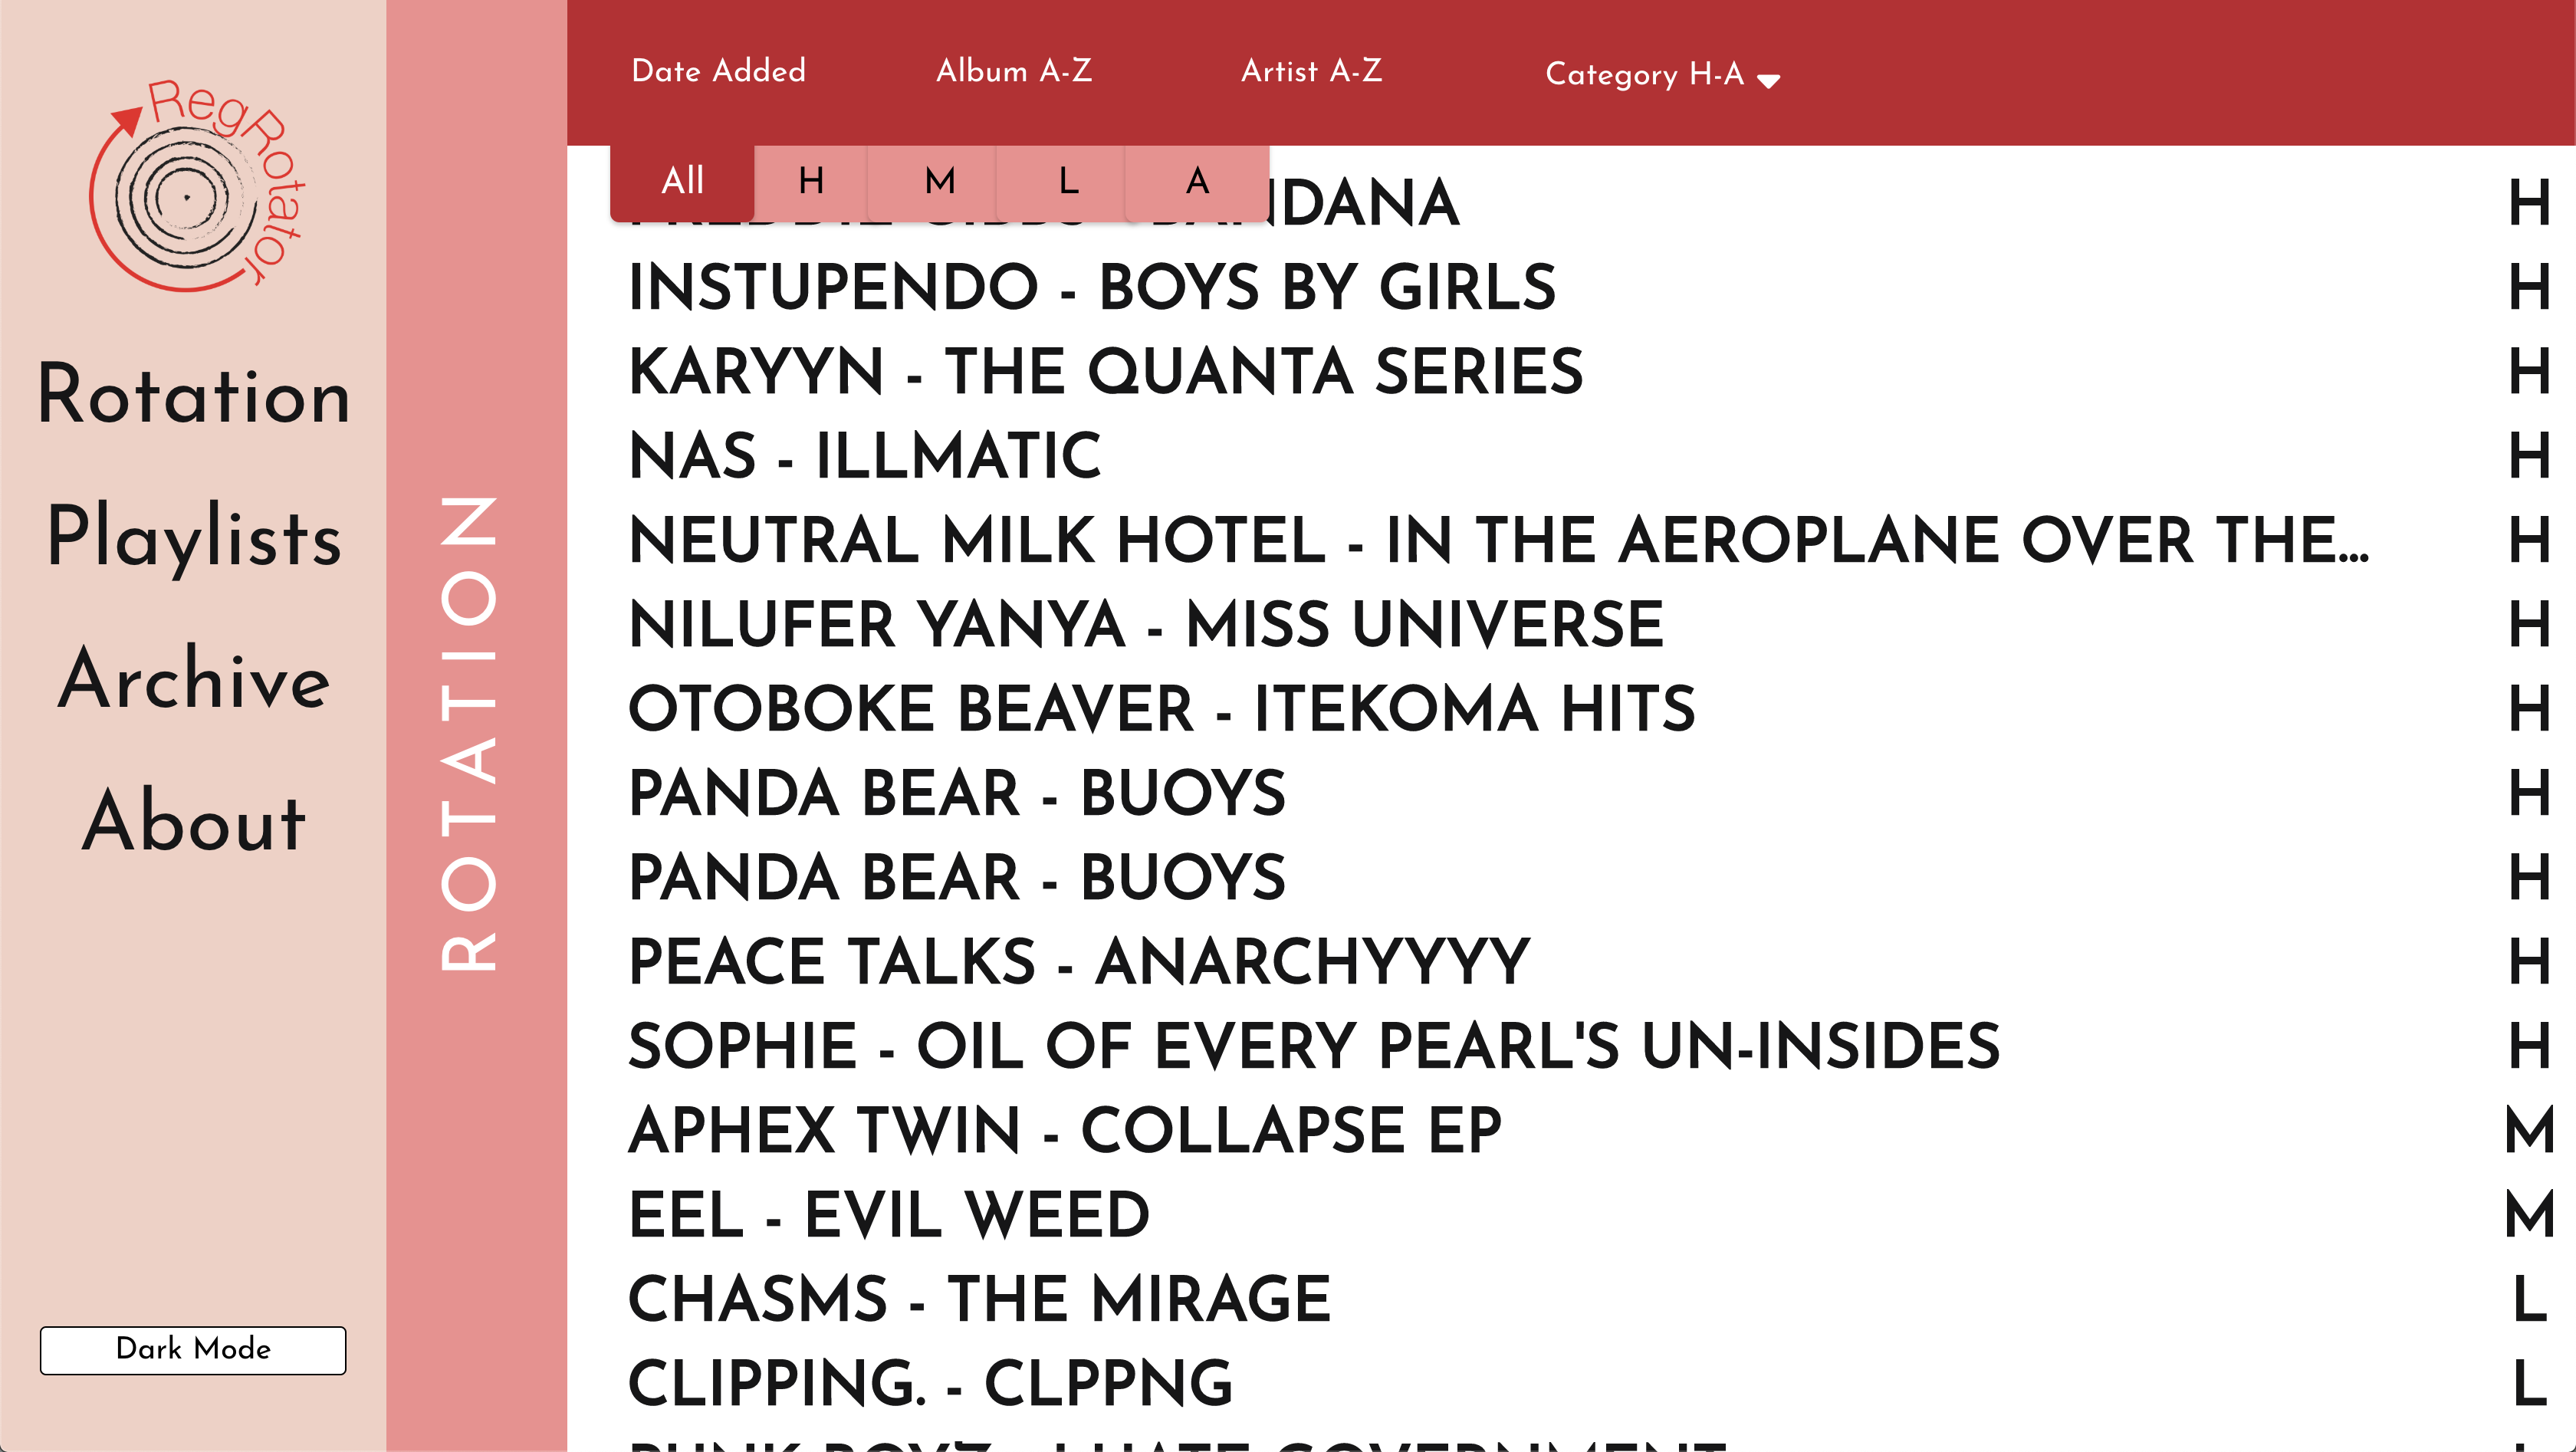 RegRotator
Rotation
Playlists
Archive
About
Dark Mode
ROTATION
Date Added Album A-Z Artist A-Z Category H-A
All H M L A
NDANA H
INSTUPENDO - BOYS BY GIRLS H
KARYYN - THE QUANTA SERIES H
NAS - ILLMATIC H
NEUTRAL MILK HOTEL - IN THE AEROPLANE OVER THE... H
NILUFER YANYA - MISS UNIVERSE H
OTOBOKE BEAVER - ITEKOMA HITS H
PANDA BEAR - BUOYS H
PANDA BEAR - BUOYS H
PEACE TALKS - ANARCHYYYY H
SOPHIE - OIL OF EVERY PEARL'S UN-INSIDES H
APHEX TWIN - COLLAPSE EP M
EEL - EVIL WEED M
CHASMS - THE MIRAGE L
CLIPPING. - CLPPNG L